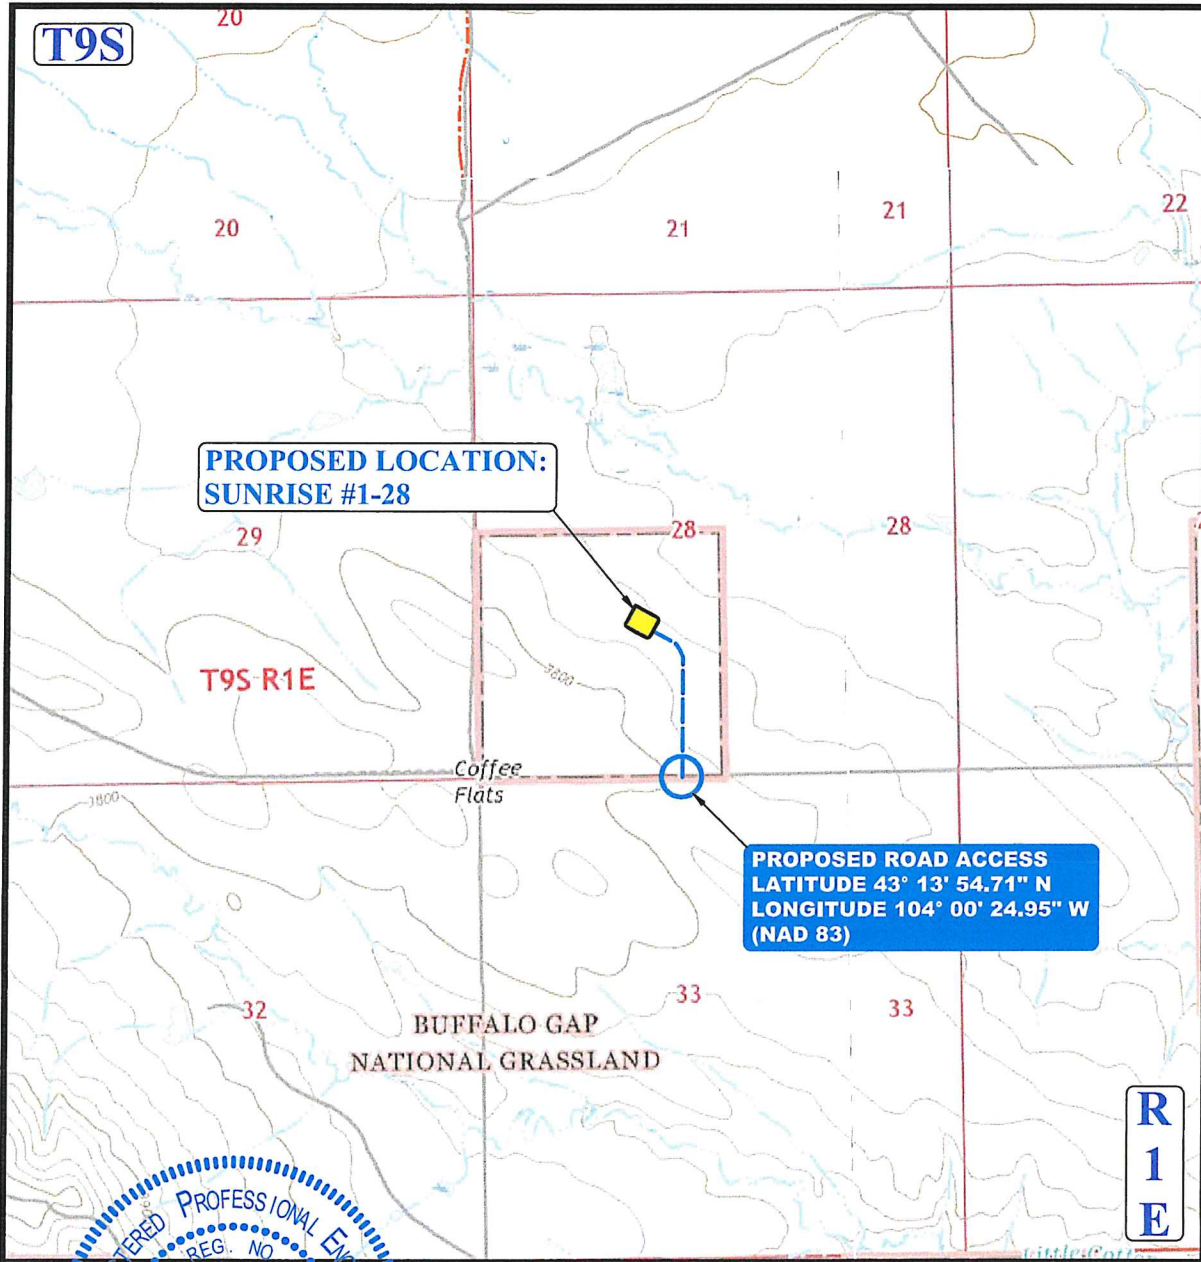 20
T9S
20
21
21
22
PROPOSED LOCATION:
SUNRISE #1-28
29
28
28
T9S R1E
3800
Coffee
Flats
3800
PROPOSED ROAD ACCESS
LATITUDE 43° 13' 54.71" N
LONGITUDE 104° 00' 24.95" W
(NAD 83)
32
33
33
BUFFALO GAP
NATIONAL GRASSLAND
R
1
E
PROFESSIONAL
REG. NO